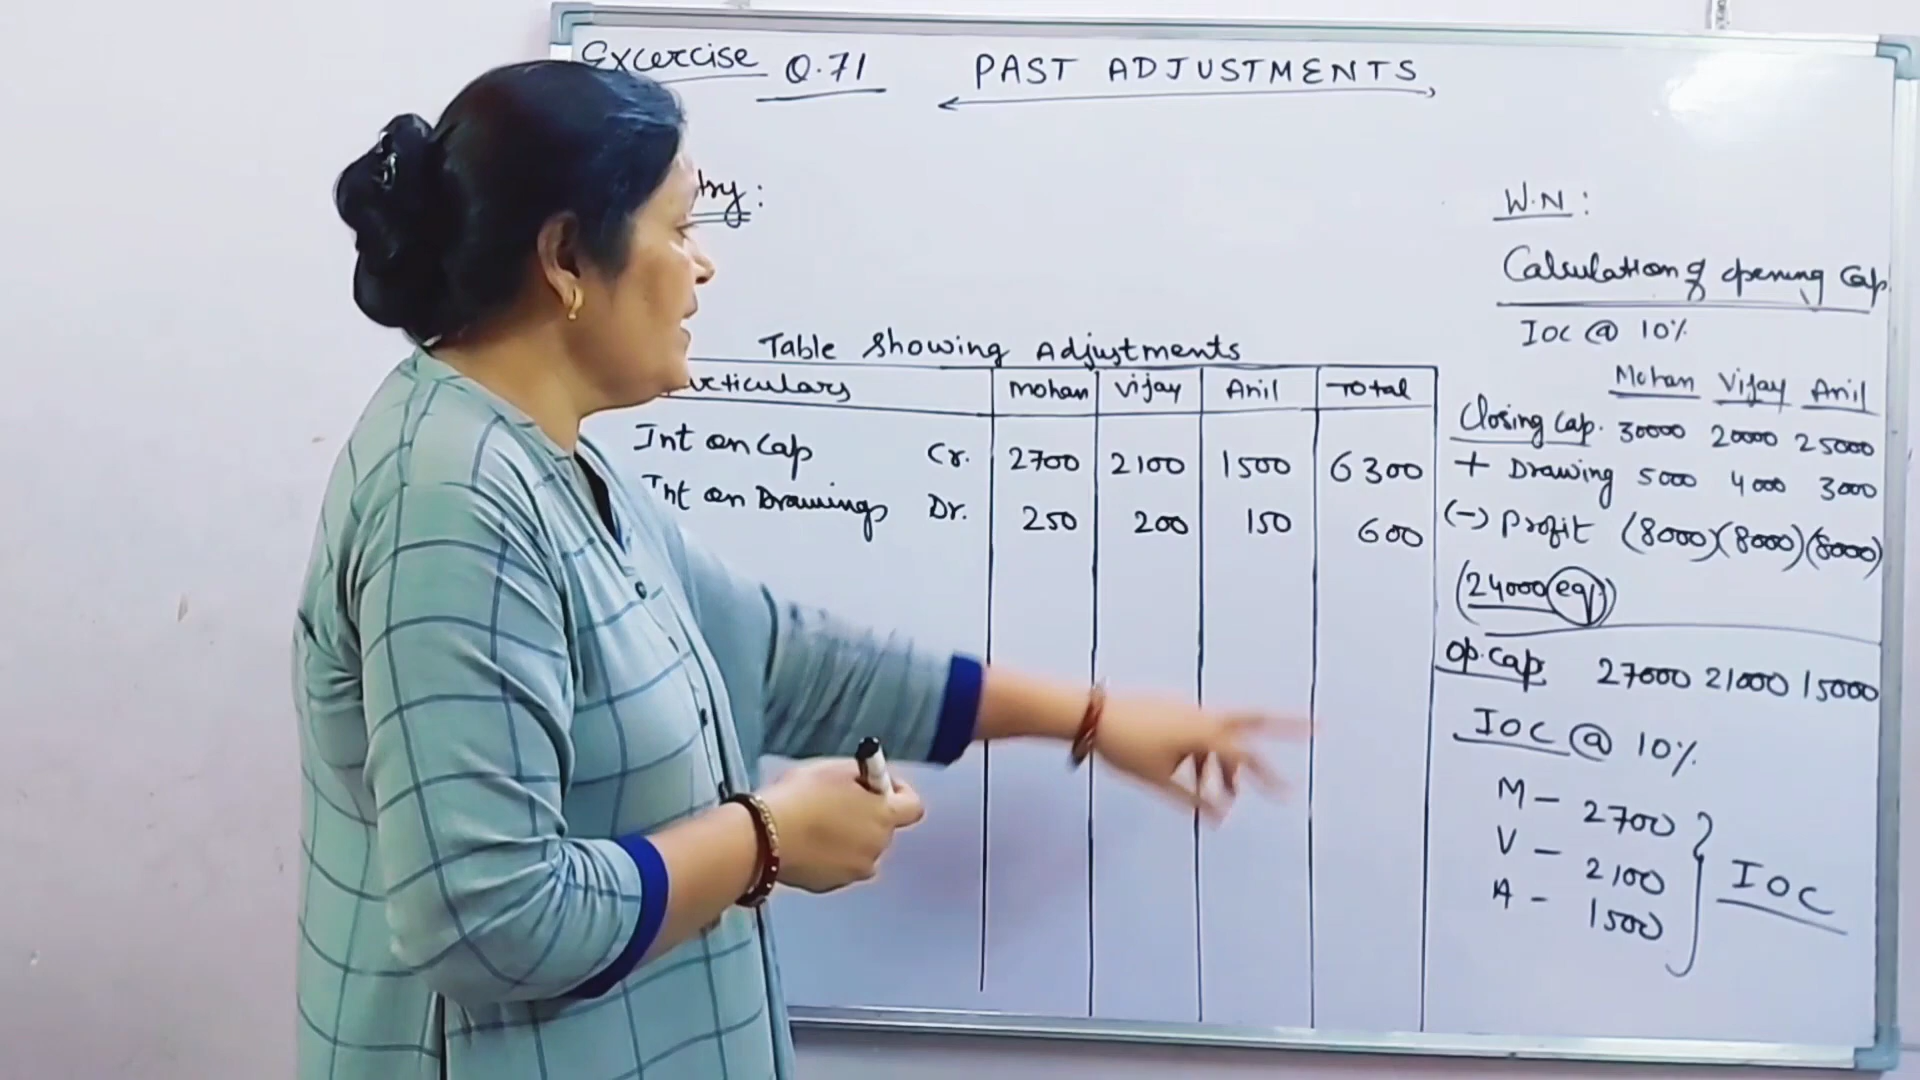 Excercise Q.71 PAST ADJUSTMENTS
try:
Table Showing Adjustments
rticulars Mohan Vijay Anil Total
Int on Cap Cr. 2700 2100 1500 6300
Int on Drawings Dr. 250 200 150 600
W.N:
Calculation of opening Cap.
IOC @ 10%
Mohan Vijay Anil
Closing Cap. 30000 20000 25000
+ Drawing 5000 4000 3000
(-) Profit (8000)(8000)(8000)
(24000 eq)
Op. Cap. 27000 21000 15000
IOC @ 10%
M - 2700
V - 2100
A - 1500
IOC